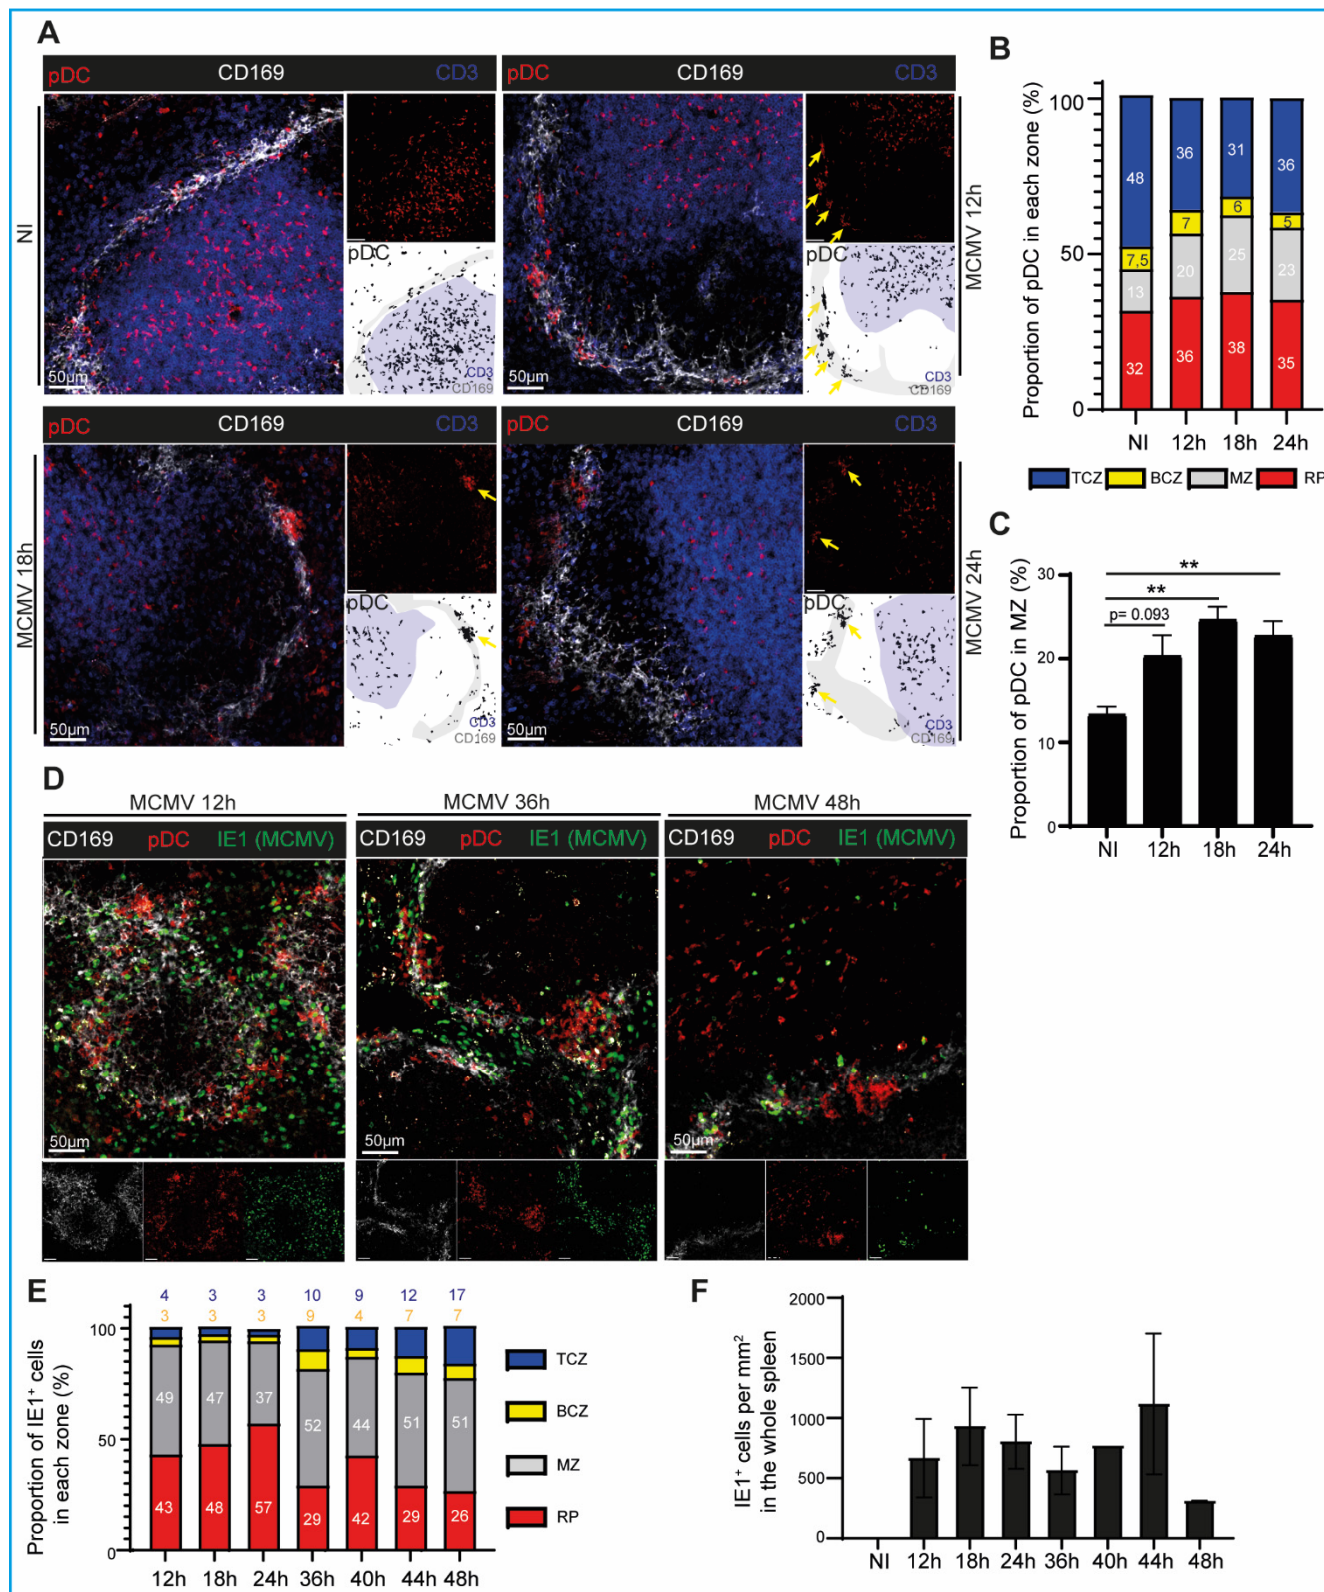 A
pDC CD169 CD3
pDC CD169 CD3
NI
50µm
pDC
CD3
CD169
50µm
pDC
CD3
CD169
MCMV 12h
pDC CD169 CD3
pDC CD169 CD3
MCMV 18h
50µm
pDC
CD3
CD169
50µm
pDC
CD3
CD169
MCMV 24h
B
Proportion of pDC in each zone (%)
100
50
0
48
7,5
13
32
36
7
20
36
31
6
25
38
36
5
23
35
NI 12h 18h 24h
TCZ BCZ MZ RP
C
Proportion of pDC in MZ (%)
30
20
10
0
**
**
p= 0.093
NI 12h 18h 24h
D
MCMV 12h MCMV 36h MCMV 48h
CD169 pDC IE1 (MCMV)
CD169 pDC IE1 (MCMV)
CD169 pDC IE1 (MCMV)
50µm
50µm
50µm
E
Proportion of IE1+ cells
in each zone (%)
4 3 3 10 9 12 17
3 3 3 9 4 7 7
100
50
0
49 47 37 52 44 51 51
43 48 57 29 42 29 26
12h 18h 24h 36h 40h 44h 48h
TCZ
BCZ
MZ
RP
F
IE1+ cells per mm2
in the whole spleen
2000
1500
1000
500
0
NI 12h 18h 24h 36h 40h 44h 48h